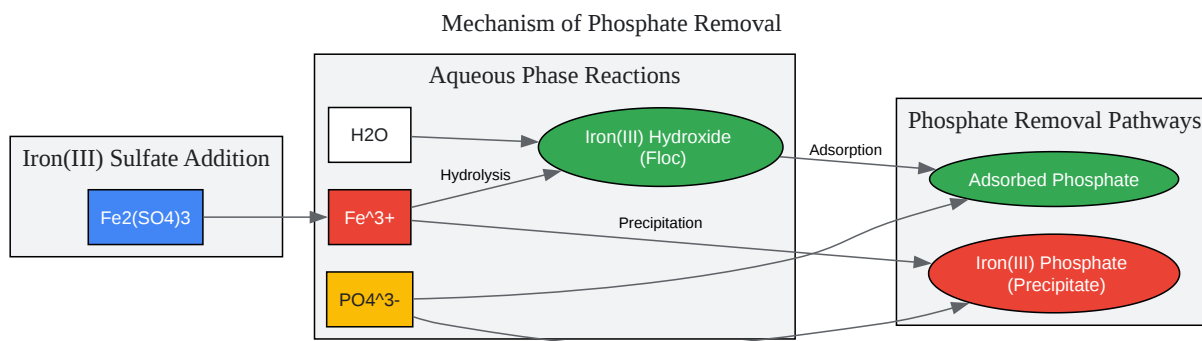 Mechanism of Phosphate Removal
Iron(III) Sulfate Addition
Fe2(SO4)3
Aqueous Phase Reactions
H2O
Fe^3+
PO4^3-
Iron(III) Hydroxide
(Floc)
Hydrolysis
Adsorption
Precipitation
Phosphate Removal Pathways
Adsorbed Phosphate
Iron(III) Phosphate
(Precipitate)